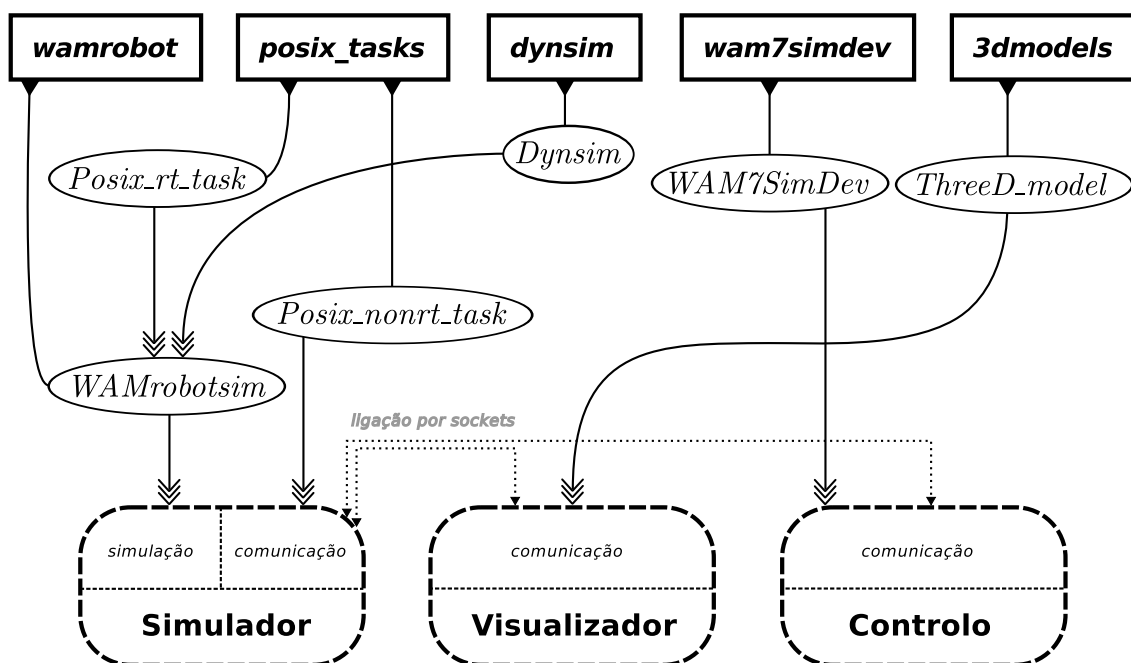 wamrobot
posix_tasks
dynsim
wam7simdev
3dmodels
Posix_rt_task
Dynsim
WAM7SimDev
ThreeD_model
Posix_nonrt_task
WAMrobotsim
ligação por sockets
simulação
comunicação
comunicação
comunicação
Simulador
Visualizador
Controlo